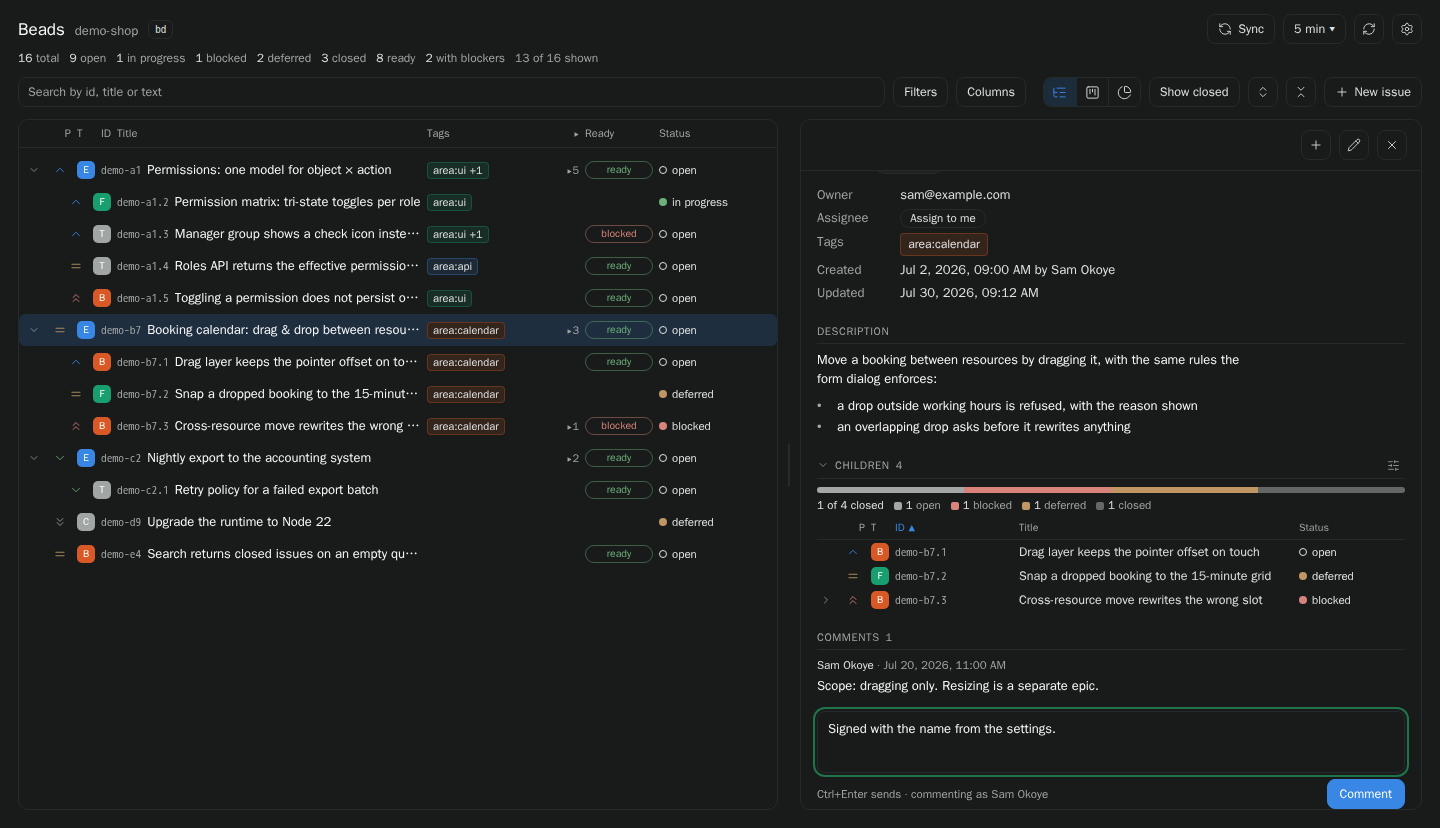 Beads demo-shop bd
Sync 5 min ▾
16 total 9 open 1 in progress 1 blocked 2 deferred 3 closed 8 ready 2 with blockers 13 of 16 shown
Search by id, title or text
Filters Columns Show closed New issue
P T ID Title Tags ▸ Ready Status
E demo-a1 Permissions: one model for object × action area:ui +1 ▸5 ready open
F demo-a1.2 Permission matrix: tri-state toggles per role area:ui in progress
T demo-a1.3 Manager group shows a check icon inste··· area:ui +1 blocked open
T demo-a1.4 Roles API returns the effective permissio··· area:api ready open
B demo-a1.5 Toggling a permission does not persist o··· area:ui ready open
E demo-b7 Booking calendar: drag & drop between resou··· area:calendar ▸3 ready open
B demo-b7.1 Drag layer keeps the pointer offset on to··· area:calendar ready open
F demo-b7.2 Snap a dropped booking to the 15-minut··· area:calendar deferred
B demo-b7.3 Cross-resource move rewrites the wrong ··· area:calendar ▸1 blocked blocked
E demo-c2 Nightly export to the accounting system ▸2 ready open
T demo-c2.1 Retry policy for a failed export batch ready open
C demo-d9 Upgrade the runtime to Node 22 deferred
B demo-e4 Search returns closed issues on an empty qu··· ready open
Owner sam@example.com
Assignee Assign to me
Tags area:calendar
Created Jul 2, 2026, 09:00 AM by Sam Okoye
Updated Jul 30, 2026, 09:12 AM
DESCRIPTION
Move a booking between resources by dragging it, with the same rules the
form dialog enforces:
• a drop outside working hours is refused, with the reason shown
• an overlapping drop asks before it rewrites anything
CHILDREN 4
1 of 4 closed 1 open 1 blocked 1 deferred 1 closed
P T ID ▲ Title Status
B demo-b7.1 Drag layer keeps the pointer offset on touch open
F demo-b7.2 Snap a dropped booking to the 15-minute grid deferred
B demo-b7.3 Cross-resource move rewrites the wrong slot blocked
COMMENTS 1
Sam Okoye · Jul 20, 2026, 11:00 AM
Scope: dragging only. Resizing is a separate epic.
Signed with the name from the settings.
Ctrl+Enter sends · commenting as Sam Okoye
Comment